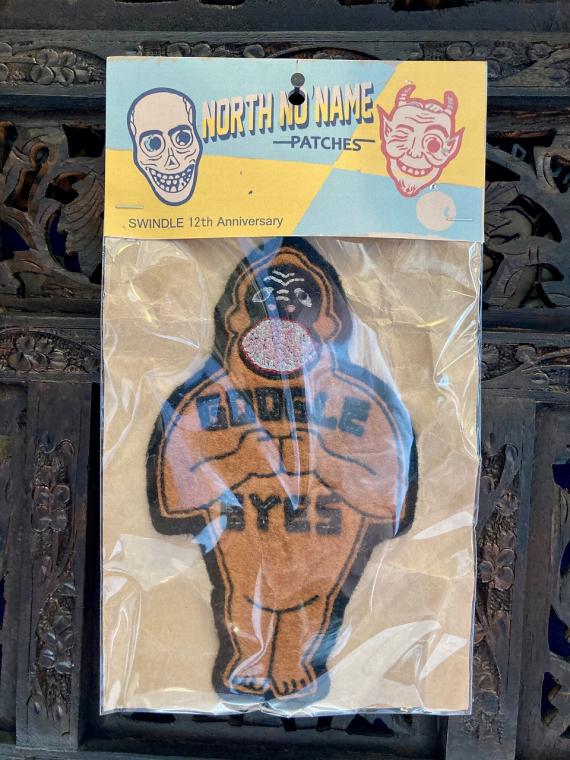 NORTH NO NAME
PATCHES
SWINDLE 12th Anniversary
GOOGLE
EYES